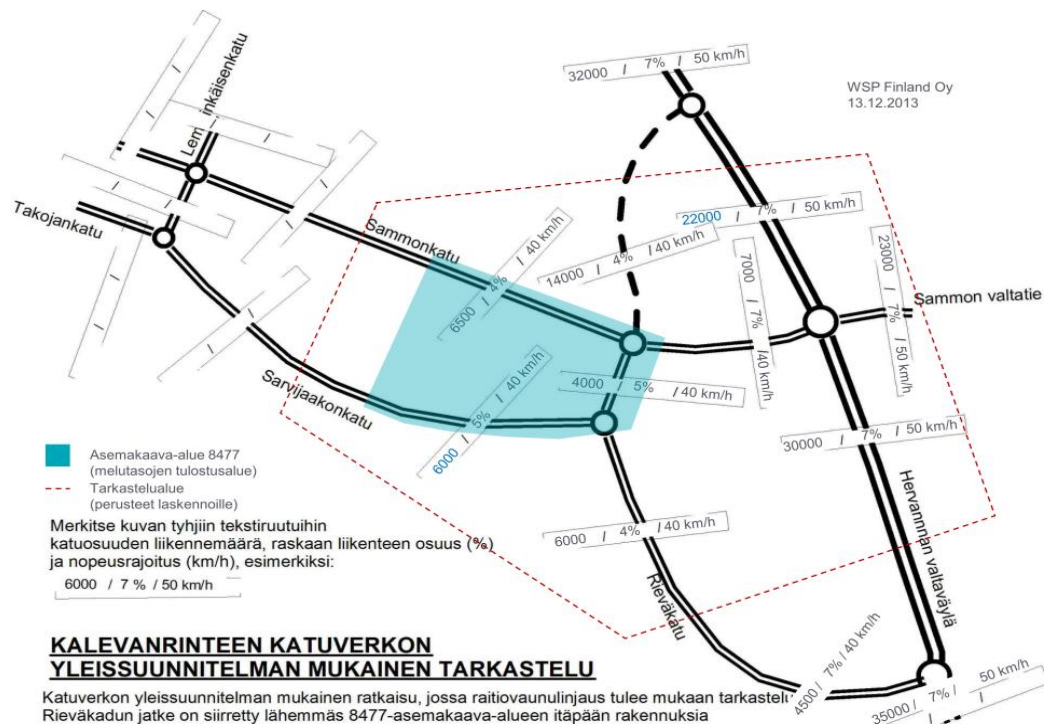 32000 / 7% / 50 km/h
WSP Finland Oy
13.12.2013
Lemminkäisenkatu
Takojankatu
Sammonkatu
22000 / 7% / 50 km/h
6500 / 4% / 40 km/h
14000 / 4% / 40 km/h
7000 / 7% / 40 km/h
23000 / 7% / 50 km/h
Sammon valtatie
Sarvijaakonkatu
6000 / 5% / 40 km/h
4000 / 5% / 40 km/h
30000 / 7% / 50 km/h
Asemakaava-alue 8477
(melutasojen tulostusalue)
Tarkastelualue
(perusteet laskennoille)
Merkitse kuvan tyhjiin tekstiruutuihin
katuosuuden liikennemäärä, raskaan liikenteen osuus (%)
ja nopeusrajoitus (km/h), esimerkiksi:
6000 / 7 % / 50 km/h
6000 / 4% / 40 km/h
Rieväkatu
Hervannnan valtaväylä
4500 / 7% / 40 km/h
35000 / 7% / 50 km/h
KALEVANRINTEEN KATUVERKON
YLEISSUUNNITELMAN MUKAINEN TARKASTELU
Katuverkon yleissuunnitelman mukainen ratkaisu, jossa raitiovaunulinjaus tulee mukaan tarkastelu
Rieväkadun jatke on siirretty lähemmäs 8477-asemakaava-alueen itäpään rakennuksia